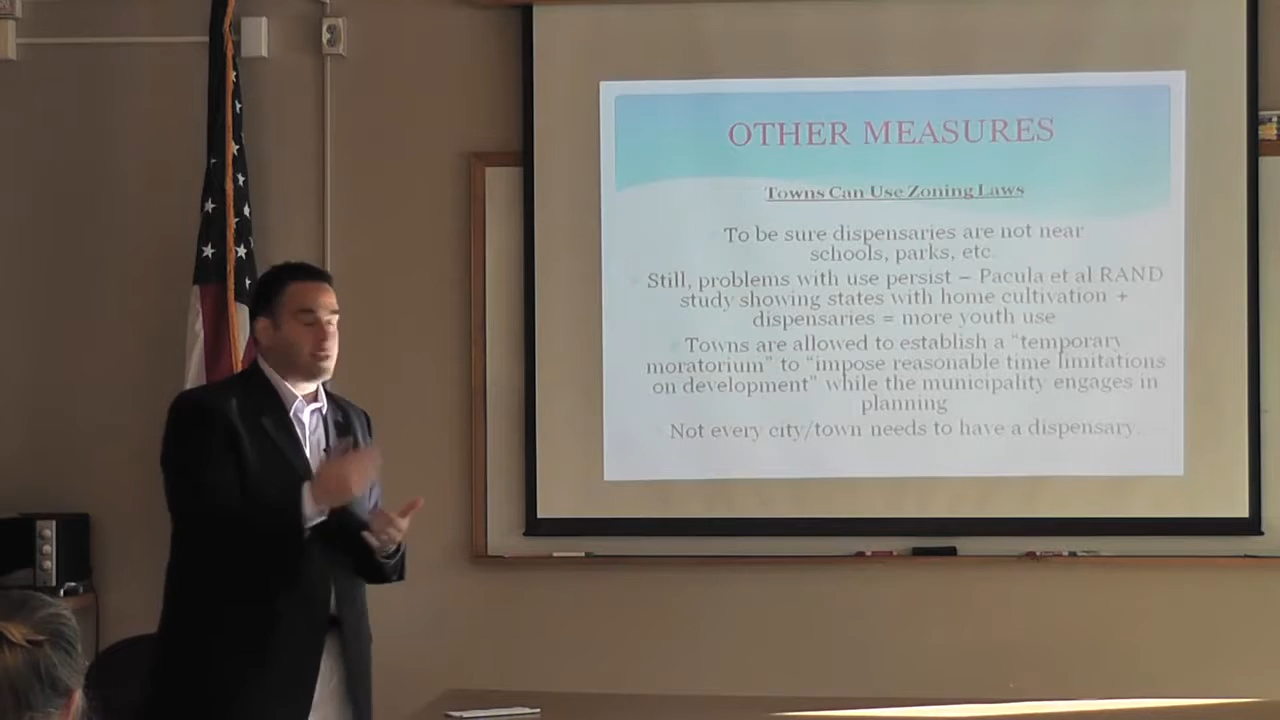 OTHER MEASURES
Towns Can Use Zoning Laws
To be sure dispensaries are not near
schools, parks, etc
Still, problems with use persist – Pacula et al RAND
study showing states with home cultivation +
dispensaries = more youth use
Towns are allowed to establish a "temporary
moratorium" to "impose reasonable time limitations
on development" while the municipality engages in
planning
Not every city/town needs to have a dispensary....